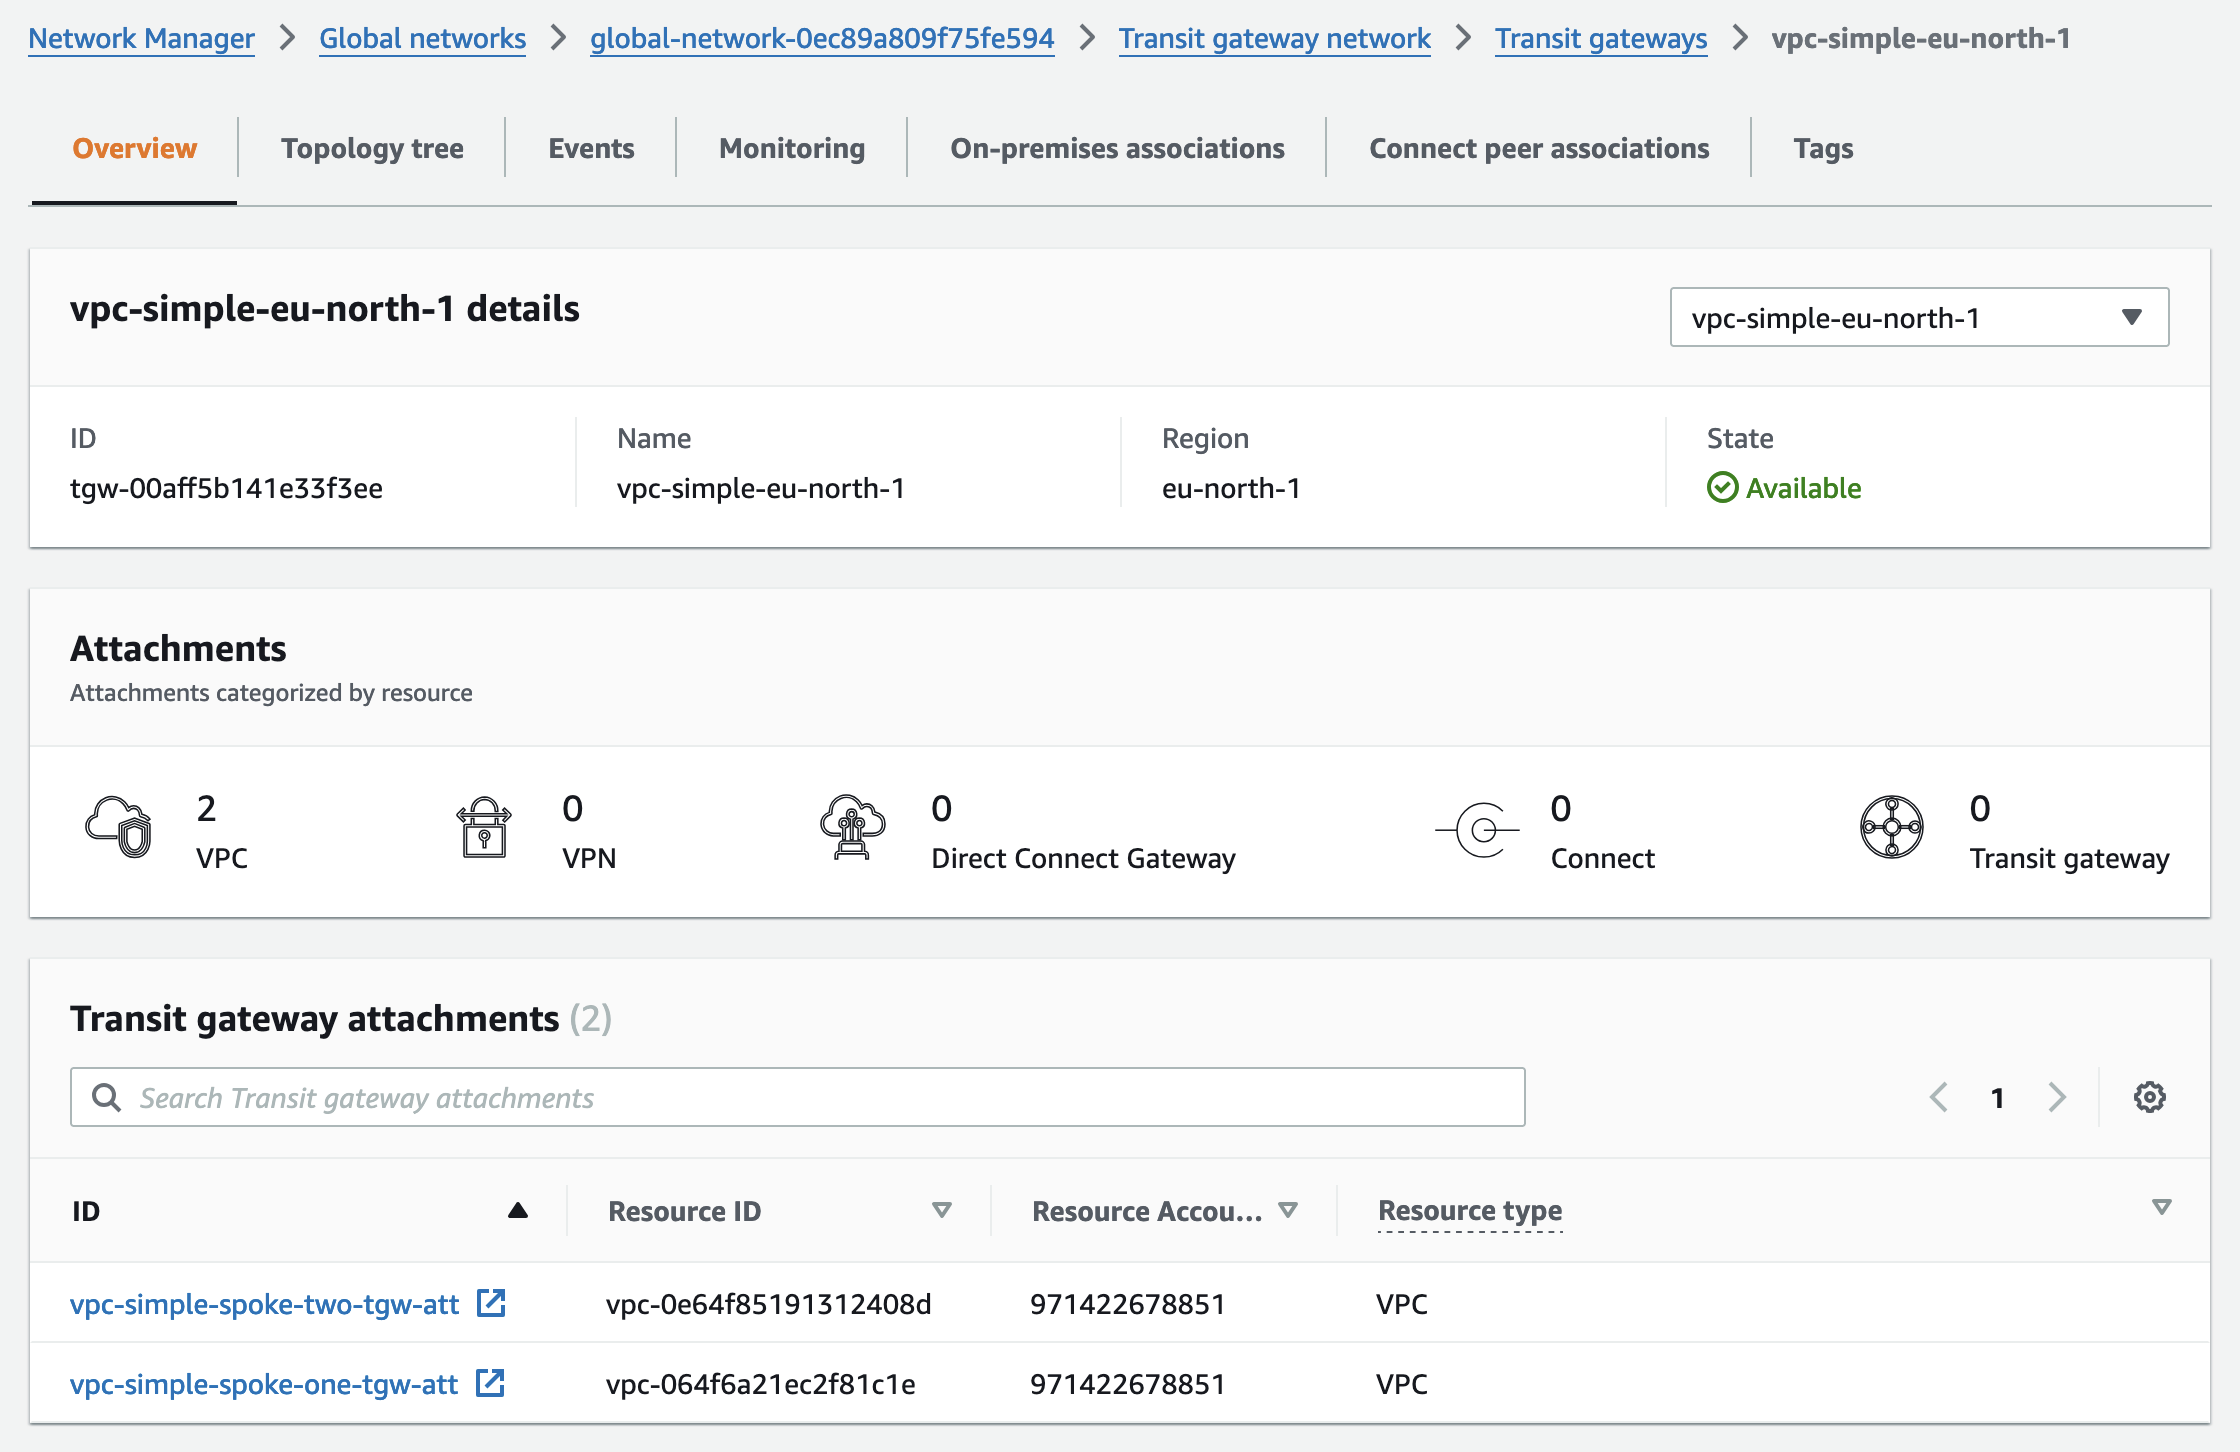 Network Manager > Global networks > global-network-0ec89a809f75fe594 > Transit gateway network > Transit gateways > vpc-simple-eu-north-1
Overview Topology tree Events Monitoring On-premises associations Connect peer associations Tags
vpc-simple-eu-north-1 details
vpc-simple-eu-north-1
ID Name Region State
tgw-00aff5b141e33f3ee vpc-simple-eu-north-1 eu-north-1 Available
Attachments
Attachments categorized by resource
2 0 0 0 0
VPC VPN Direct Connect Gateway Connect Transit gateway
Transit gateway attachments (2)
Search Transit gateway attachments
1
ID Resource ID Resource Accou... Resource type
vpc-simple-spoke-two-tgw-att vpc-0e64f85191312408d 971422678851 VPC
vpc-simple-spoke-one-tgw-att vpc-064f6a21ec2f81c1e 971422678851 VPC